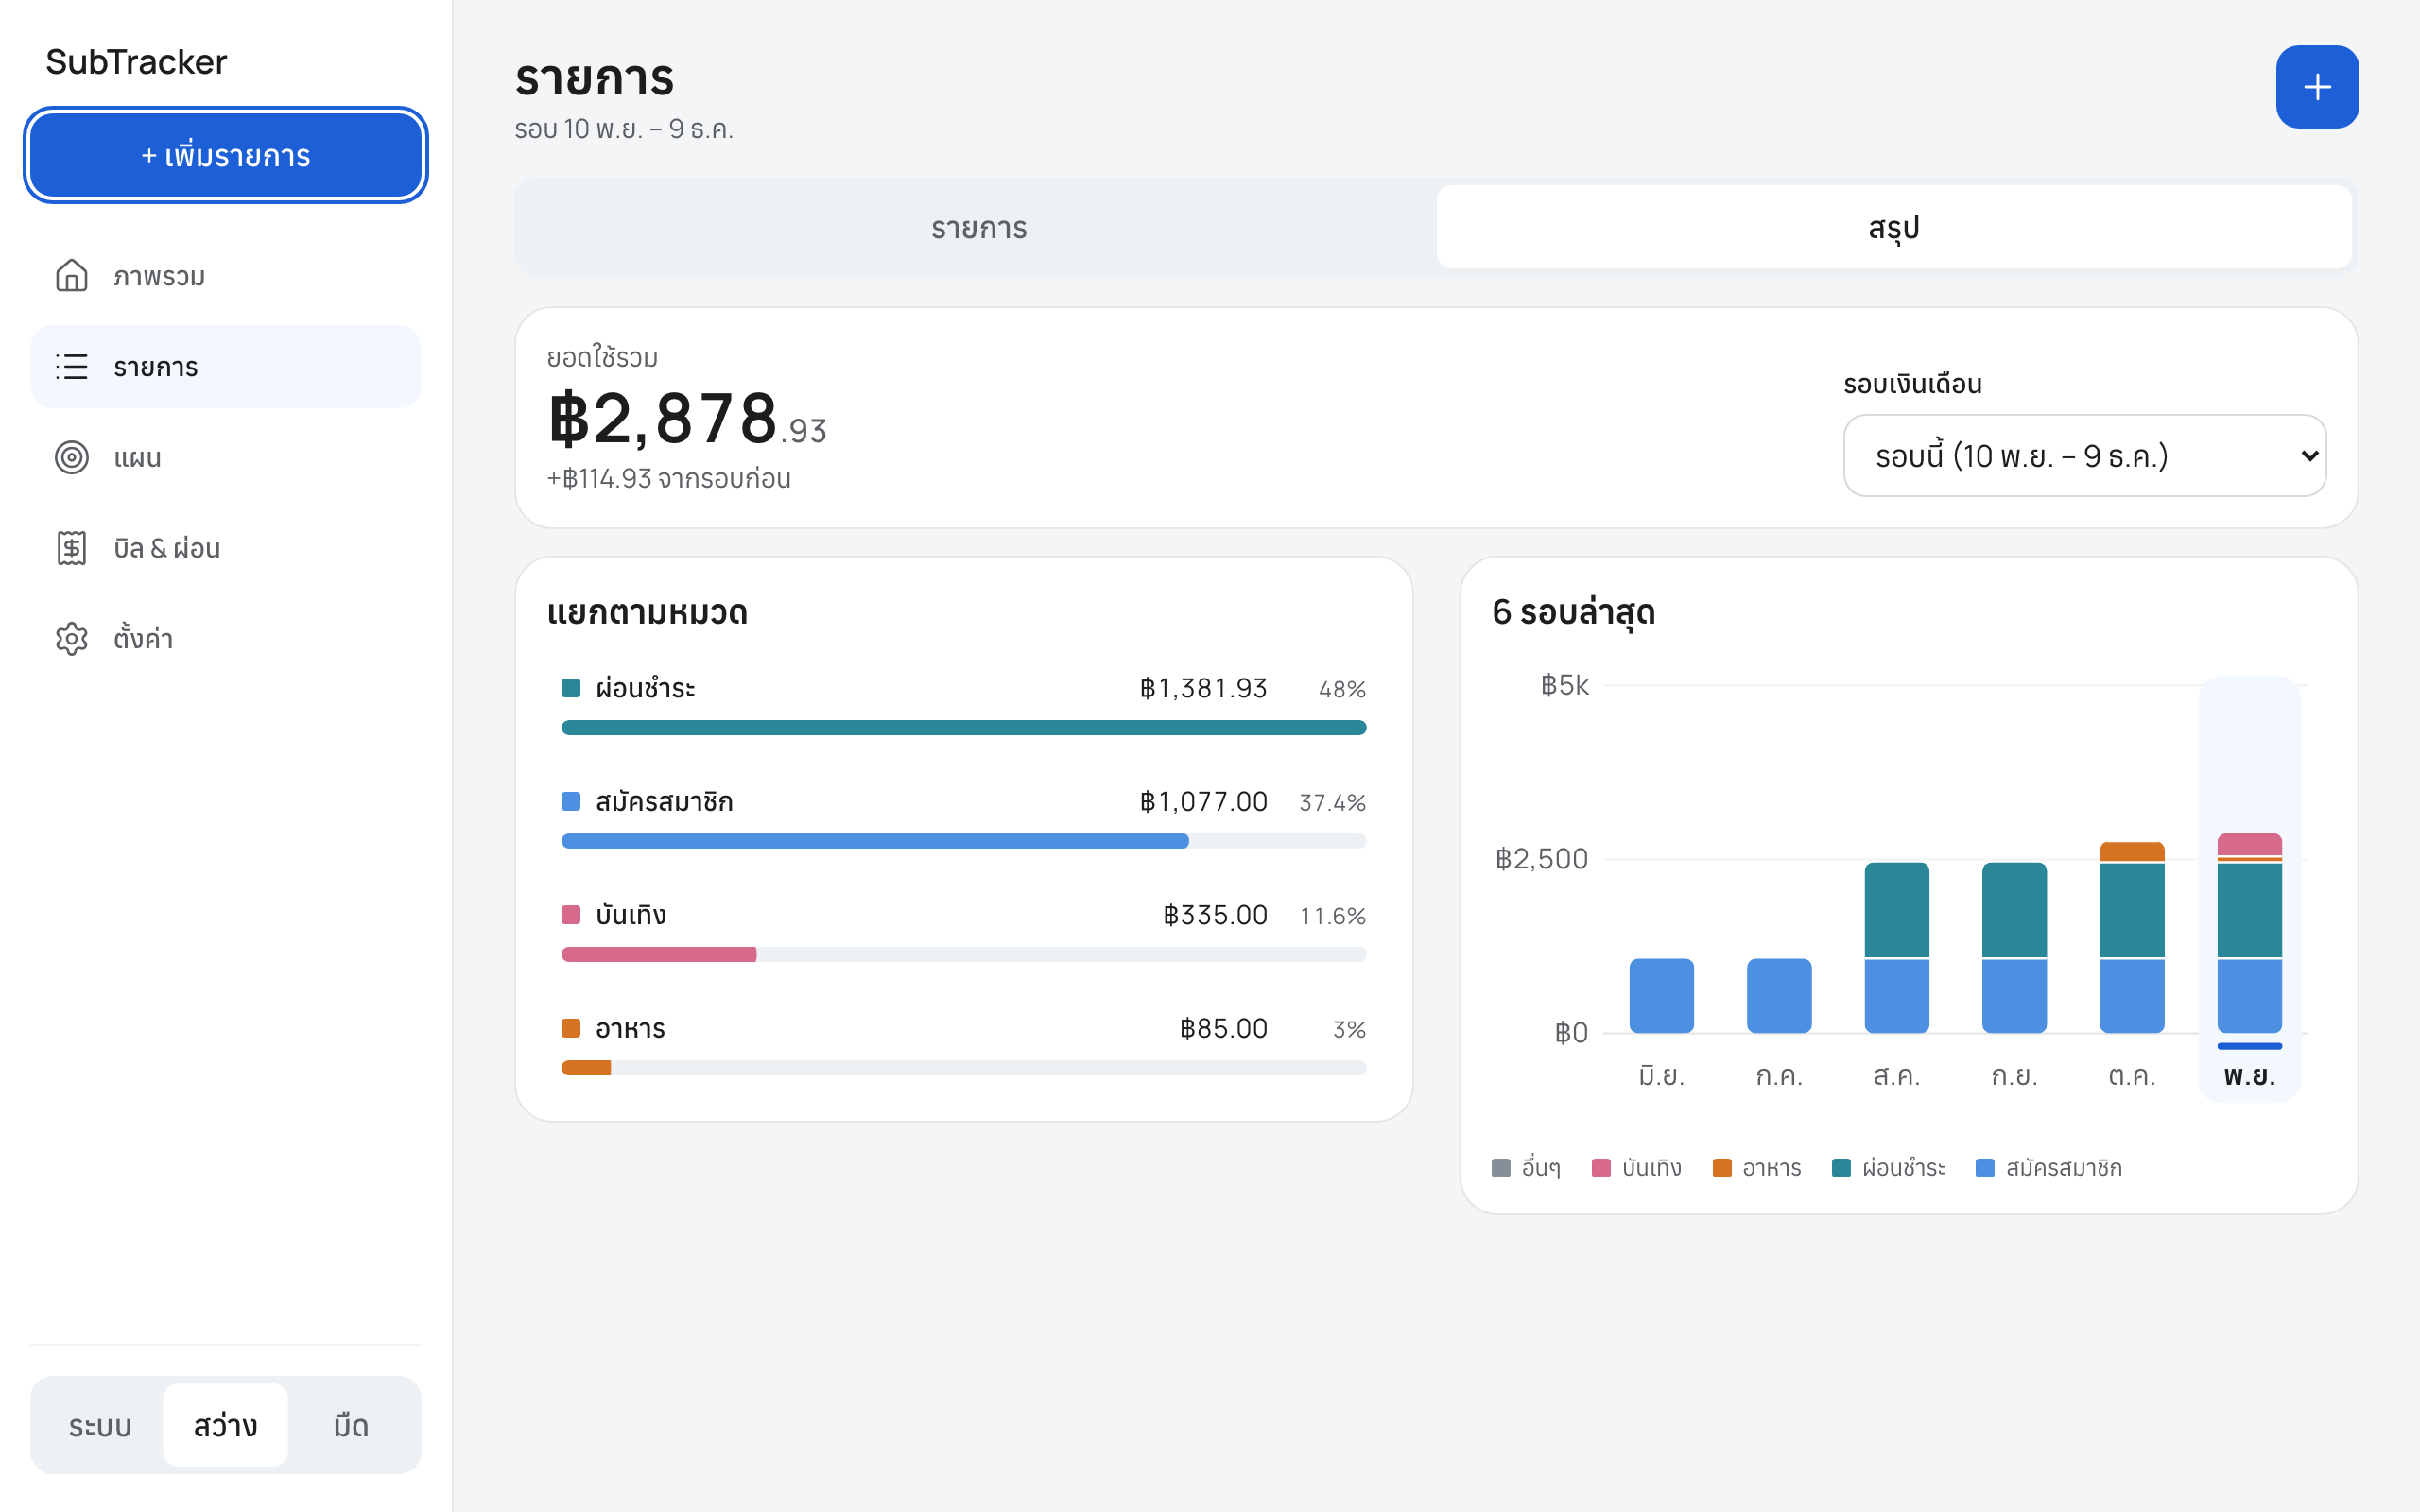 SubTracker
+ เพิ่มรายการ
ภาพรวม
รายการ
แผน
บิล & ผ่อน
ตั้งค่า
ระบบ
สว่าง
มืด
รายการ
รอบ 10 พ.ย. – 9 ธ.ค.
+
รายการ
สรุป
ยอดใช้รวม
฿2,878.93
+฿114.93 จากรอบก่อน
รอบเงินเดือน
รอบนี้ (10 พ.ย. – 9 ธ.ค.)
แยกตามหมวด
ผ่อนชำระ ฿1,381.93 48%
สมัครสมาชิก ฿1,077.00 37.4%
บันเทิง ฿335.00 11.6%
อาหาร ฿85.00 3%
6 รอบล่าสุด
฿5k
฿2,500
฿0
มิ.ย. ก.ค. ส.ค. ก.ย. ต.ค. พ.ย.
อื่นๆ บันเทิง อาหาร ผ่อนชำระ สมัครสมาชิก